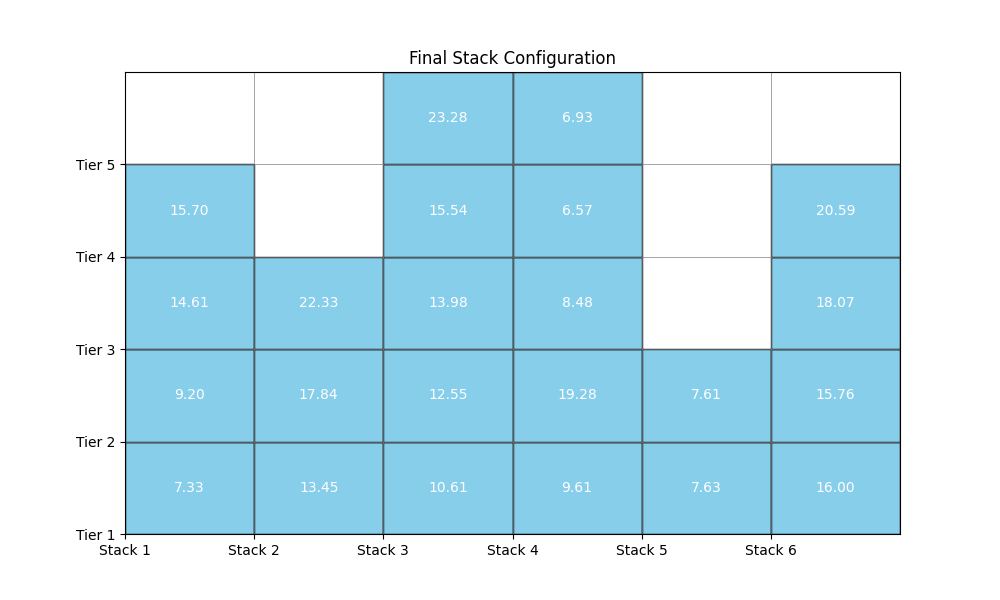 Final Stack Configuration
23.28 6.93
Tier 5
15.70 15.54 6.57 20.59
Tier 4
14.61 22.33 13.98 8.48 18.07
Tier 3
9.20 17.84 12.55 19.28 7.61 15.76
Tier 2
7.33 13.45 10.61 9.61 7.63 16.00
Tier 1
Stack 1 Stack 2 Stack 3 Stack 4 Stack 5 Stack 6